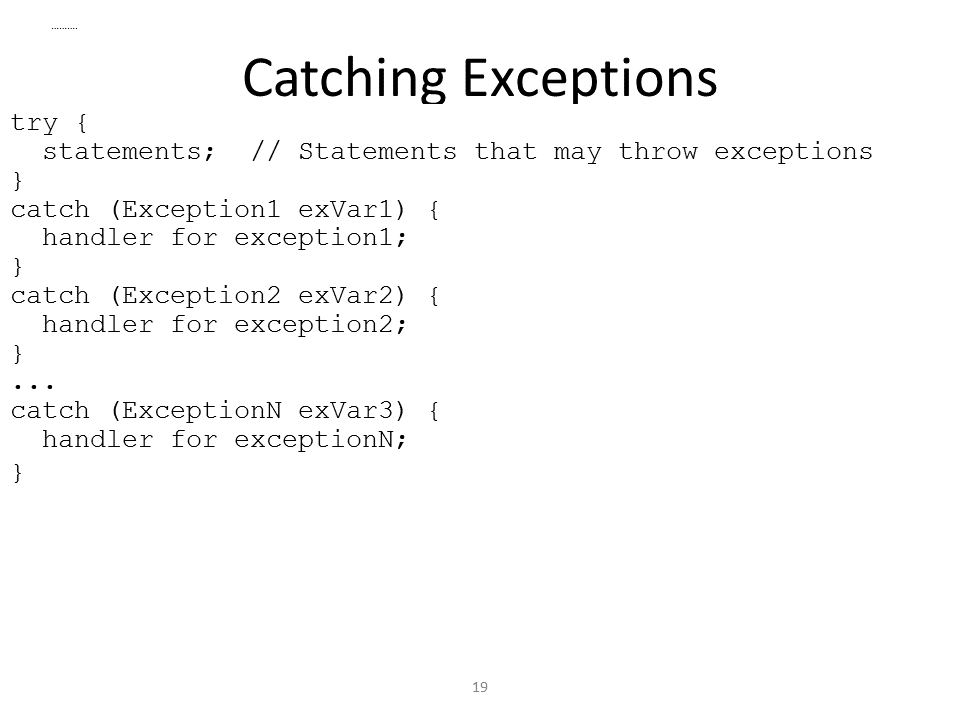 ..........
Catching Exceptions
try {
  statements;  // Statements that may throw exceptions
}
catch (Exception1 exVar1) {
  handler for exception1;
}
catch (Exception2 exVar2) {
  handler for exception2;
}
...
catch (ExceptionN exVar3) {
  handler for exceptionN;
}
19